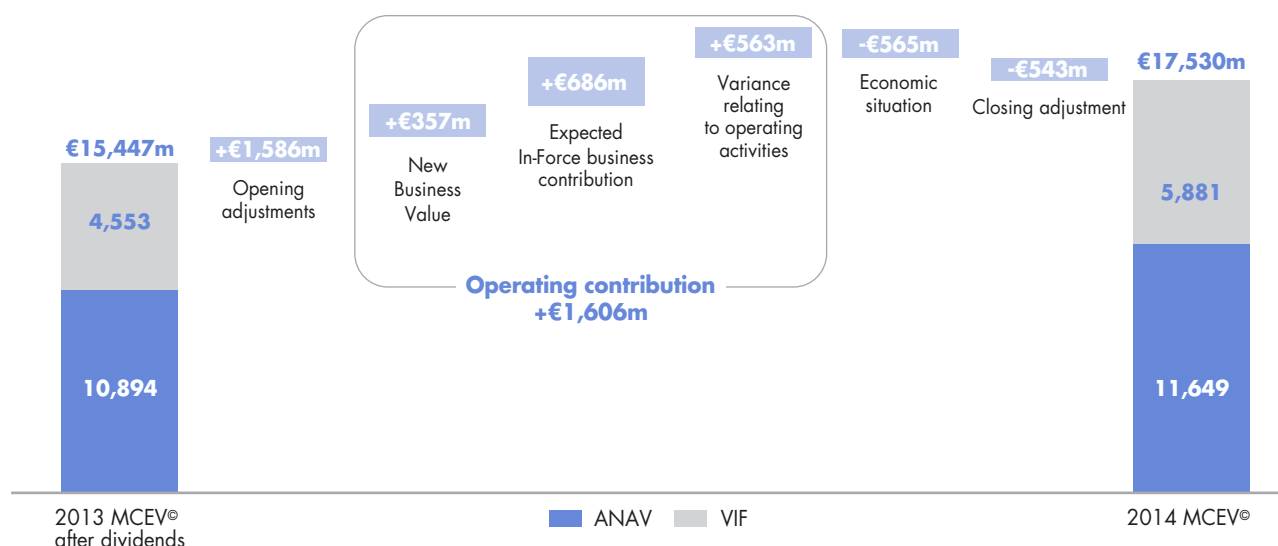 €15,447m
4,553
10,894
2013 MCEV©
after dividends
+€1,586m
Opening
adjustments
+€357m
New
Business
Value
+€686m
Expected
In-Force business
contribution
+€563m
Variance
relating
to operating
activities
Operating contribution
+€1,606m
-€565m
Economic
situation
-€543m
Closing adjustment
€17,530m
5,881
11,649
2014 MCEV©
ANAV
VIF